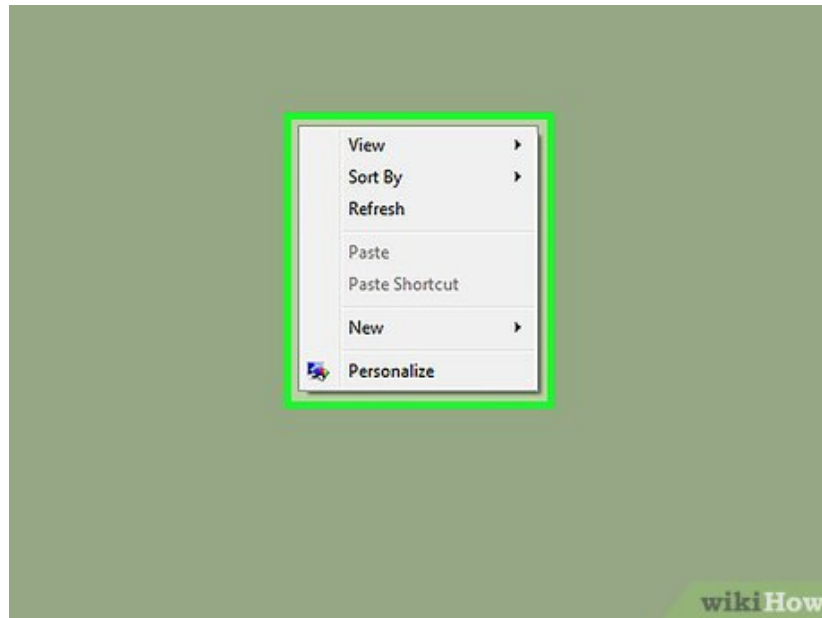 View
Sort By
Refresh
Paste
Paste Shortcut
New
Personalize
wikiHow